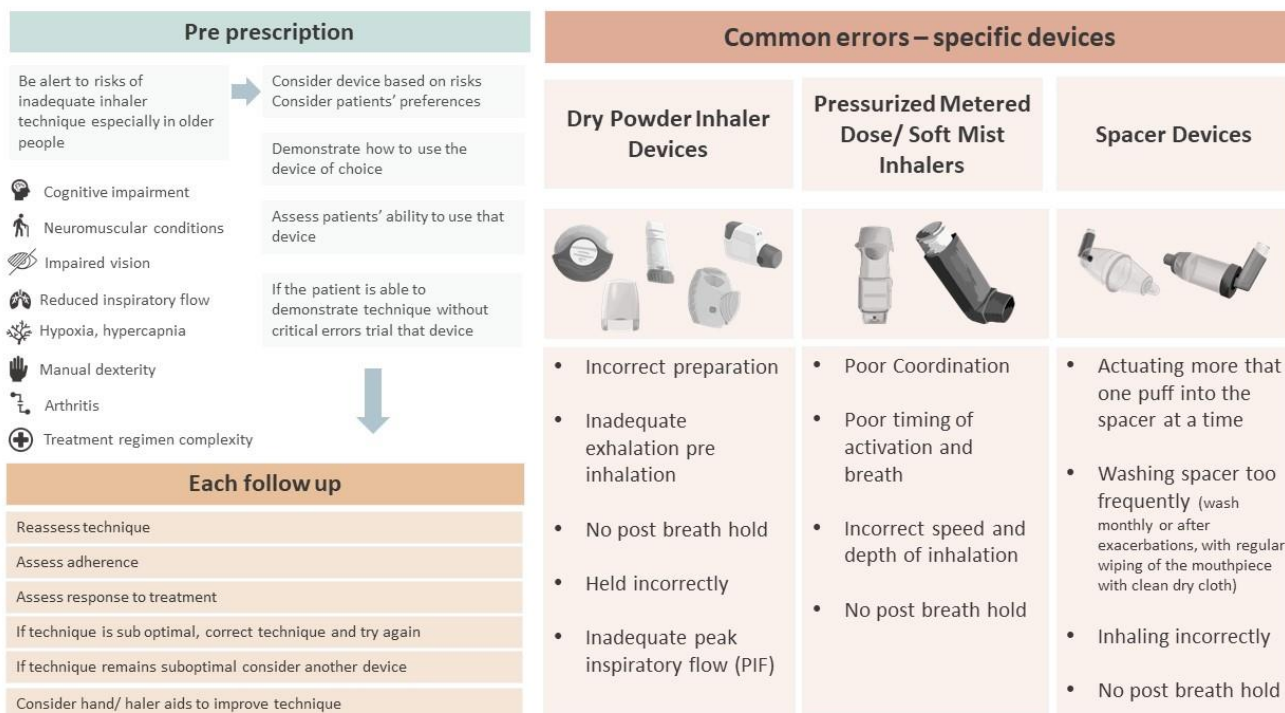 Pre prescription
Be alert to risks of
inadequate inhaler
technique especially in older
people
Cognitive impairment
Neuromuscular conditions
Impaired vision
Reduced inspiratory flow
Hypoxia, hypercapnia
Manual dexterity
Arthritis
Treatment regimen complexity
Consider device based on risks
Consider patients' preferences
Demonstrate how to use the
device of choice
Assess patients' ability to use that
device
If the patient is able to
demonstrate technique without
critical errors trial that device
Each follow up
Reassess technique
Assess adherence
Assess response to treatment
If technique is sub optimal, correct technique and try again
If technique remains suboptimal consider another device
Consider hand/ haler aids to improve technique
Common errors – specific devices
Dry Powder Inhaler
Devices
• Incorrect preparation
• Inadequate
exhalation pre
inhalation
• No post breath hold
• Held incorrectly
• Inadequate peak
inspiratory flow (PIF)
Pressurized Metered
Dose/ Soft Mist
Inhalers
• Poor Coordination
• Poor timing of
activation and
breath
• Incorrect speed and
depth of inhalation
• No post breath hold
Spacer Devices
• Actuating more that
one puff into the
spacer at a time
• Washing spacer too
frequently (wash
monthly or after
exacerbations, with regular
wiping of the mouthpiece
with clean dry cloth)
• Inhaling incorrectly
• No post breath hold